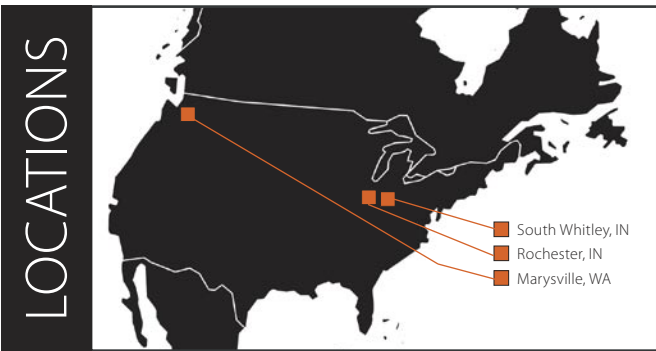 LOCATIONS
South Whitley, IN
Rochester, IN
Marysville, WA